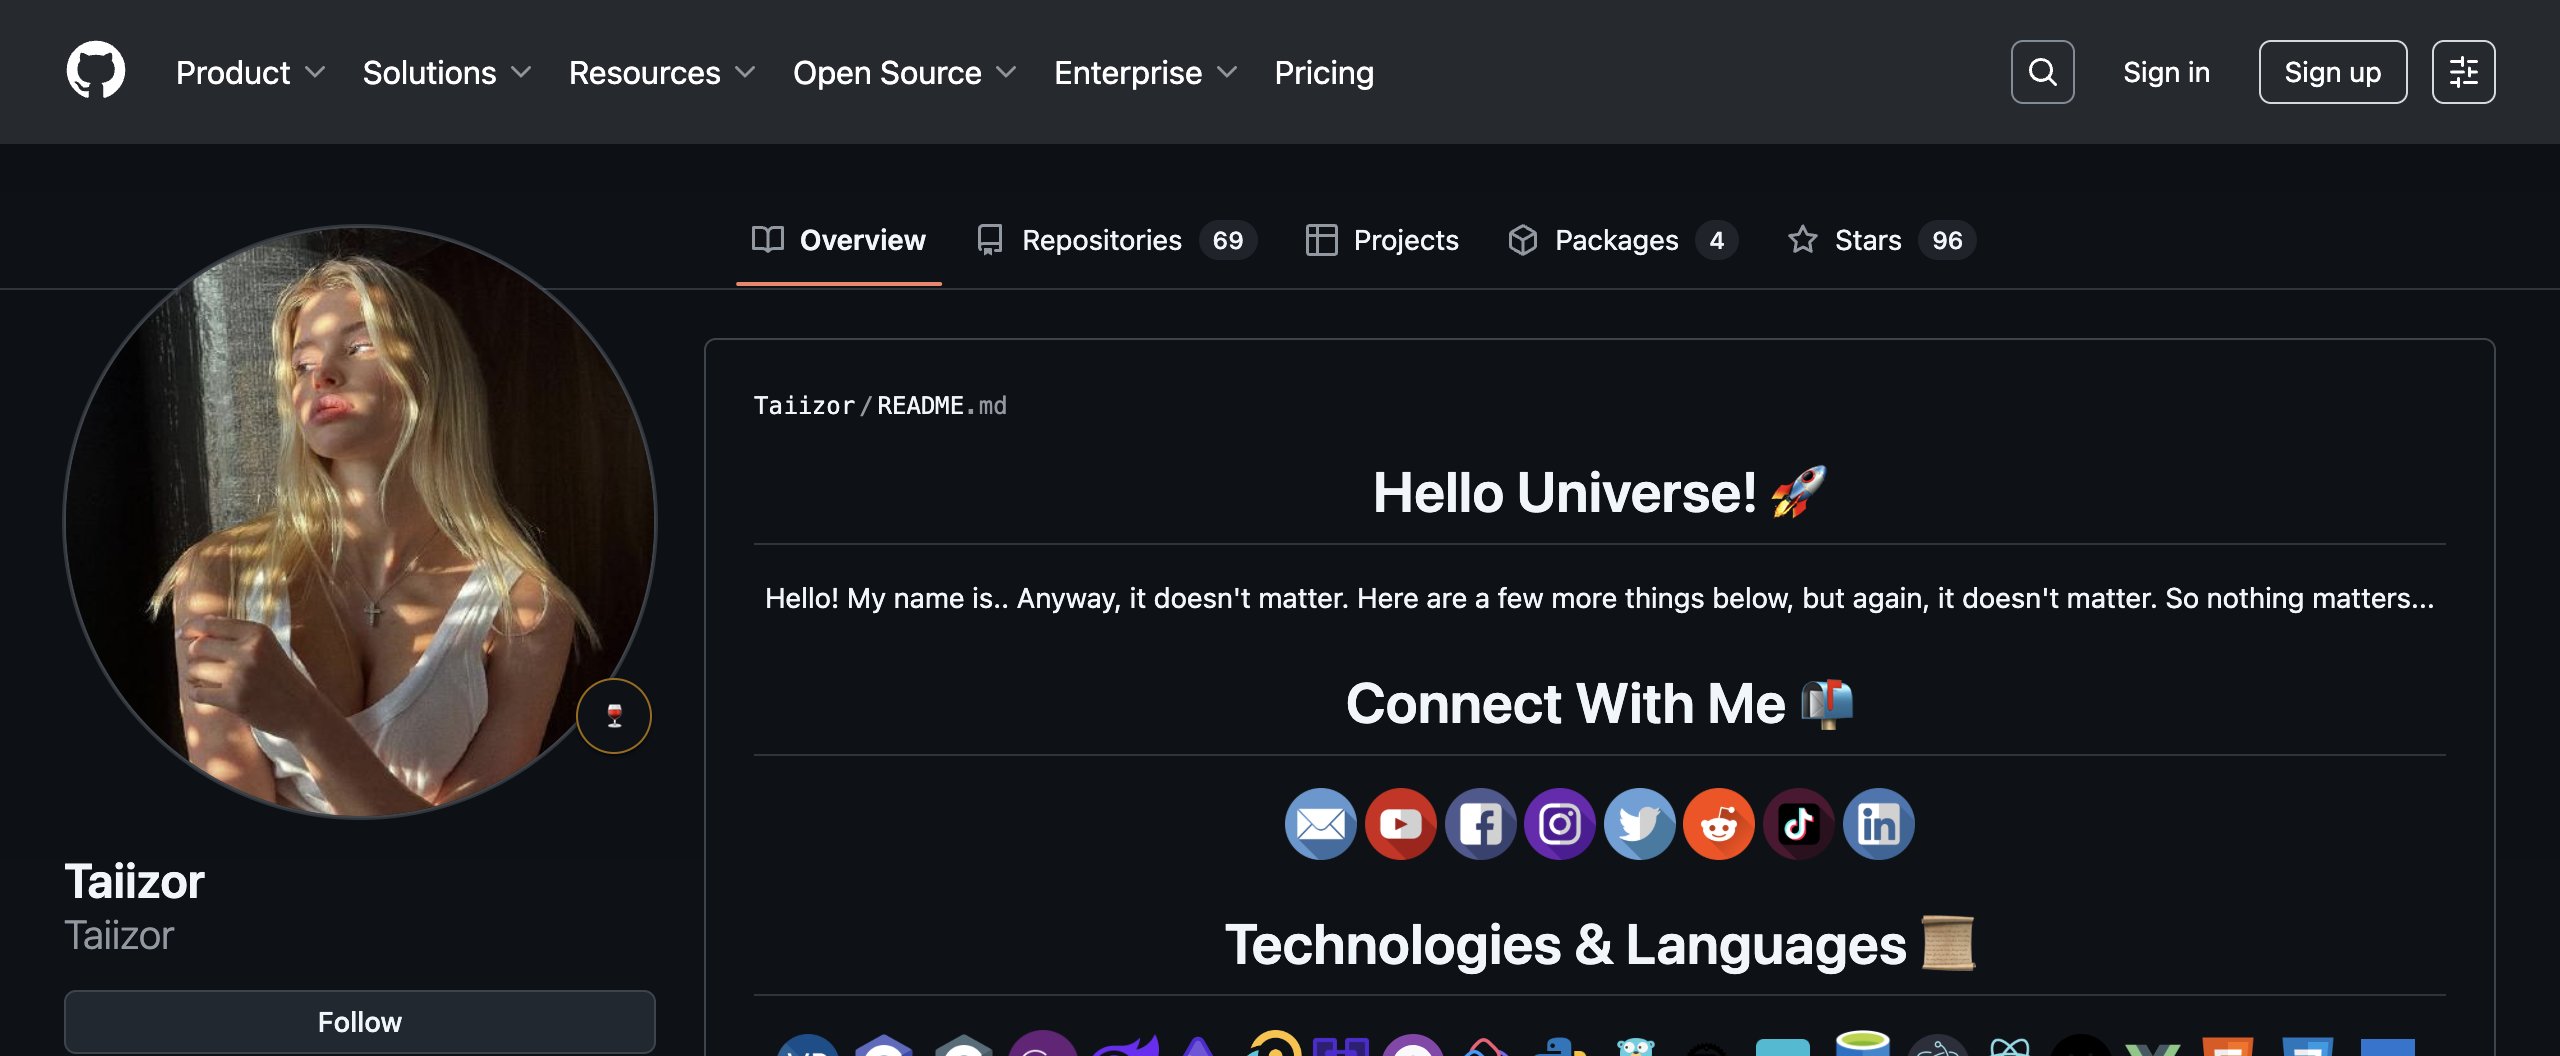 Product Solutions Resources Open Source Enterprise Pricing Sign in Sign up
Overview Repositories 69 Projects Packages 4 Stars 96
Taiizor/README.md
Hello Universe! 🚀
Hello! My name is.. Anyway, it doesn't matter. Here are a few more things below, but again, it doesn't matter. So nothing matters...
Connect With Me 📬
Technologies & Languages 📜
Taiizor
Taiizor
Follow